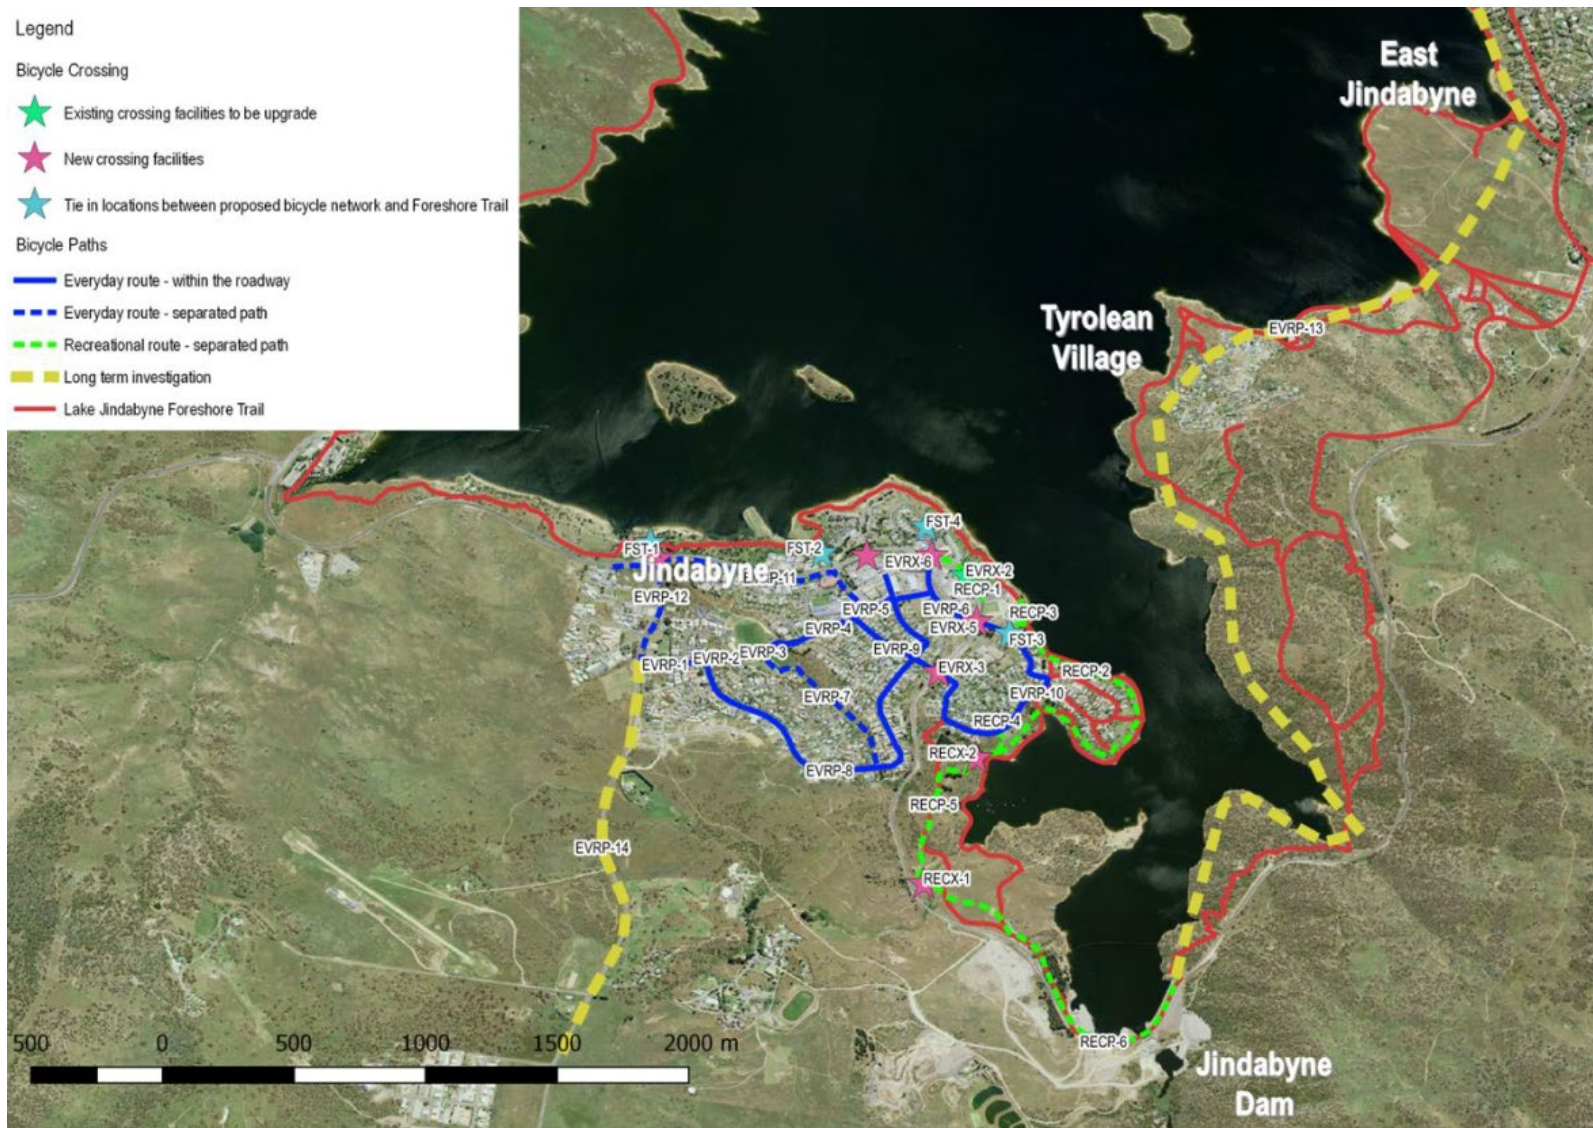 Legend
Bicycle Crossing
Existing crossing facilities to be upgrade
New crossing facilities
Tie in locations between proposed bicycle network and Foreshore Trail
Bicycle Paths
Everyday route - within the roadway
Everyday route - separated path
Recreational route - separated path
Long term investigation
Lake Jindabyne Foreshore Trail
East
Jindabyne
Tyrolean
Village
EVRP-13
FST-4
FST-1
FST-2
Jindabyne
EVRX-6
EVRX-2
EVRP-11
RECP-1
EVRP-12
EVRP-5
EVRP-6
RECP-3
EVRP-4
EVRX-5
FST-3
EVRP-1
EVRP-2
EVRP-3
EVRP-9
EVRX-3
RECP-2
EVRP-7
EVRP-10
RECP-4
RECX-2
EVRP-8
RECP-5
EVRP-14
RECX-1
RECP-6
500 0 500 1000 1500 2000 m
Jindabyne
Dam